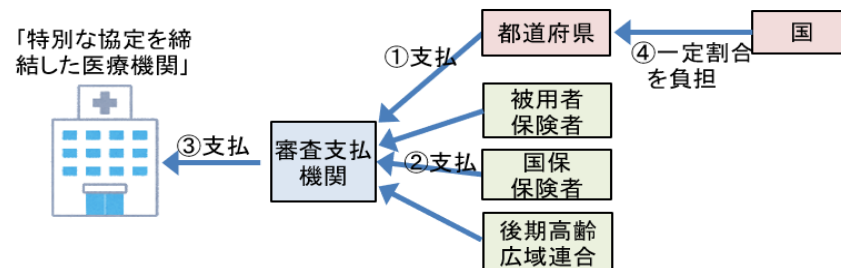 「特別な協定を締
結した医療機関」
①支払
都道府県
国
④一定割合
を負担
被用者
保険者
③支払
審査支払
機関
②支払
国保
保険者
後期高齢
広域連合